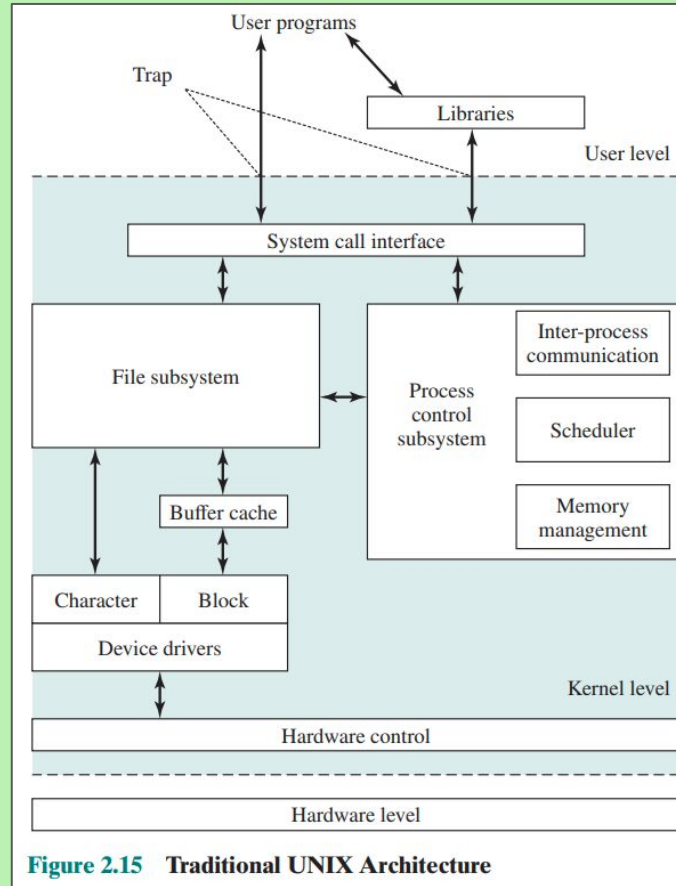 User programs
Trap
Libraries
User level
System call interface
File subsystem
Process
control
subsystem
Inter-process
communication
Scheduler
Memory
management
Buffer cache
Character
Block
Device drivers
Kernel level
Hardware control
Hardware level
Figure 2.15 Traditional UNIX Architecture